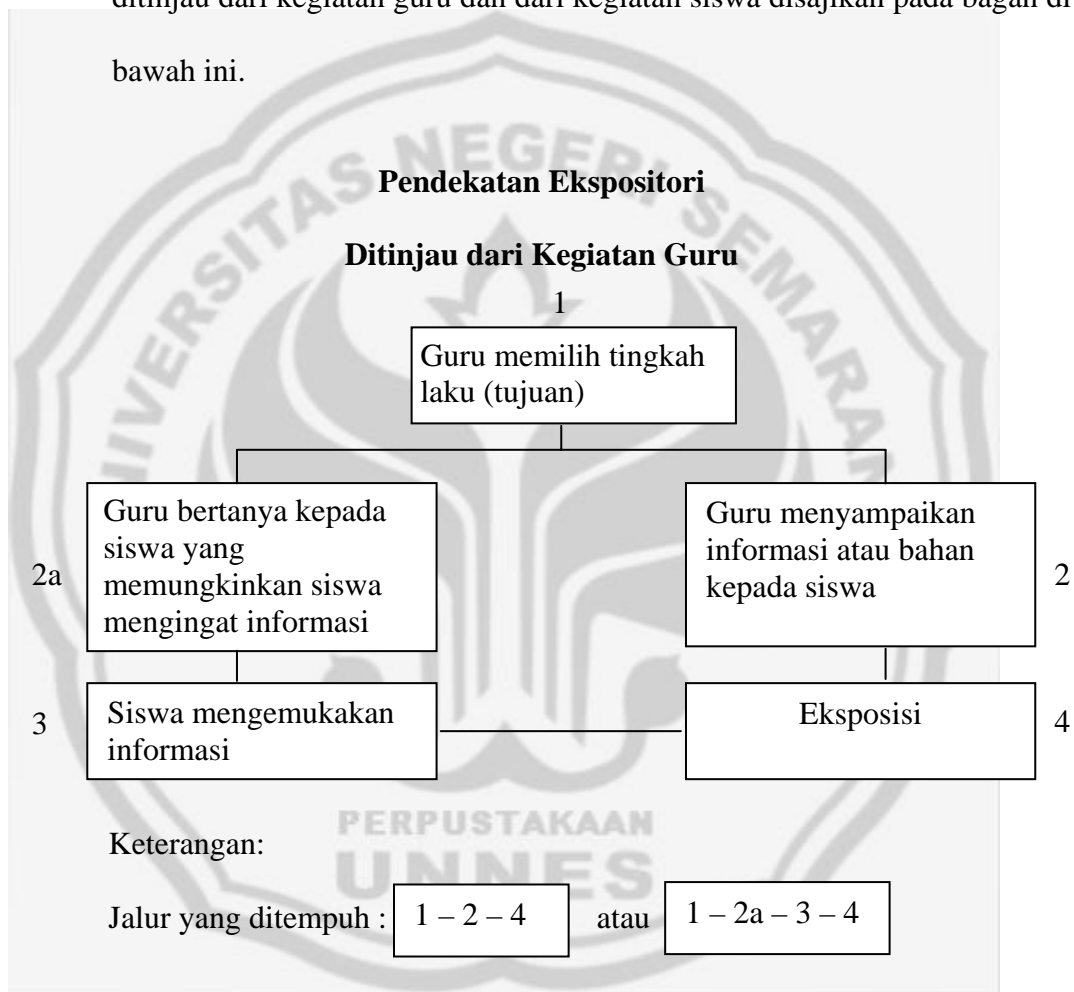 ditinjau dari kegiatan guru dan dari kegiatan siswa disajikan pada bagan di
bawah ini.
UNIVERSITAS NEGERI SEMARANG
Pendekatan Ekspositori
Ditinjau dari Kegiatan Guru
1
Guru memilih tingkah
laku (tujuan)
2a
Guru bertanya kepada
siswa yang
memungkinkan siswa
mengingat informasi
Guru menyampaikan
informasi atau bahan
kepada siswa
2
3
Siswa mengemukakan
informasi
Eksposisi
4
PERPUSTAKAAN
UNNES
Keterangan:
Jalur yang ditempuh : 1 – 2 – 4 atau 1 – 2a – 3 – 4